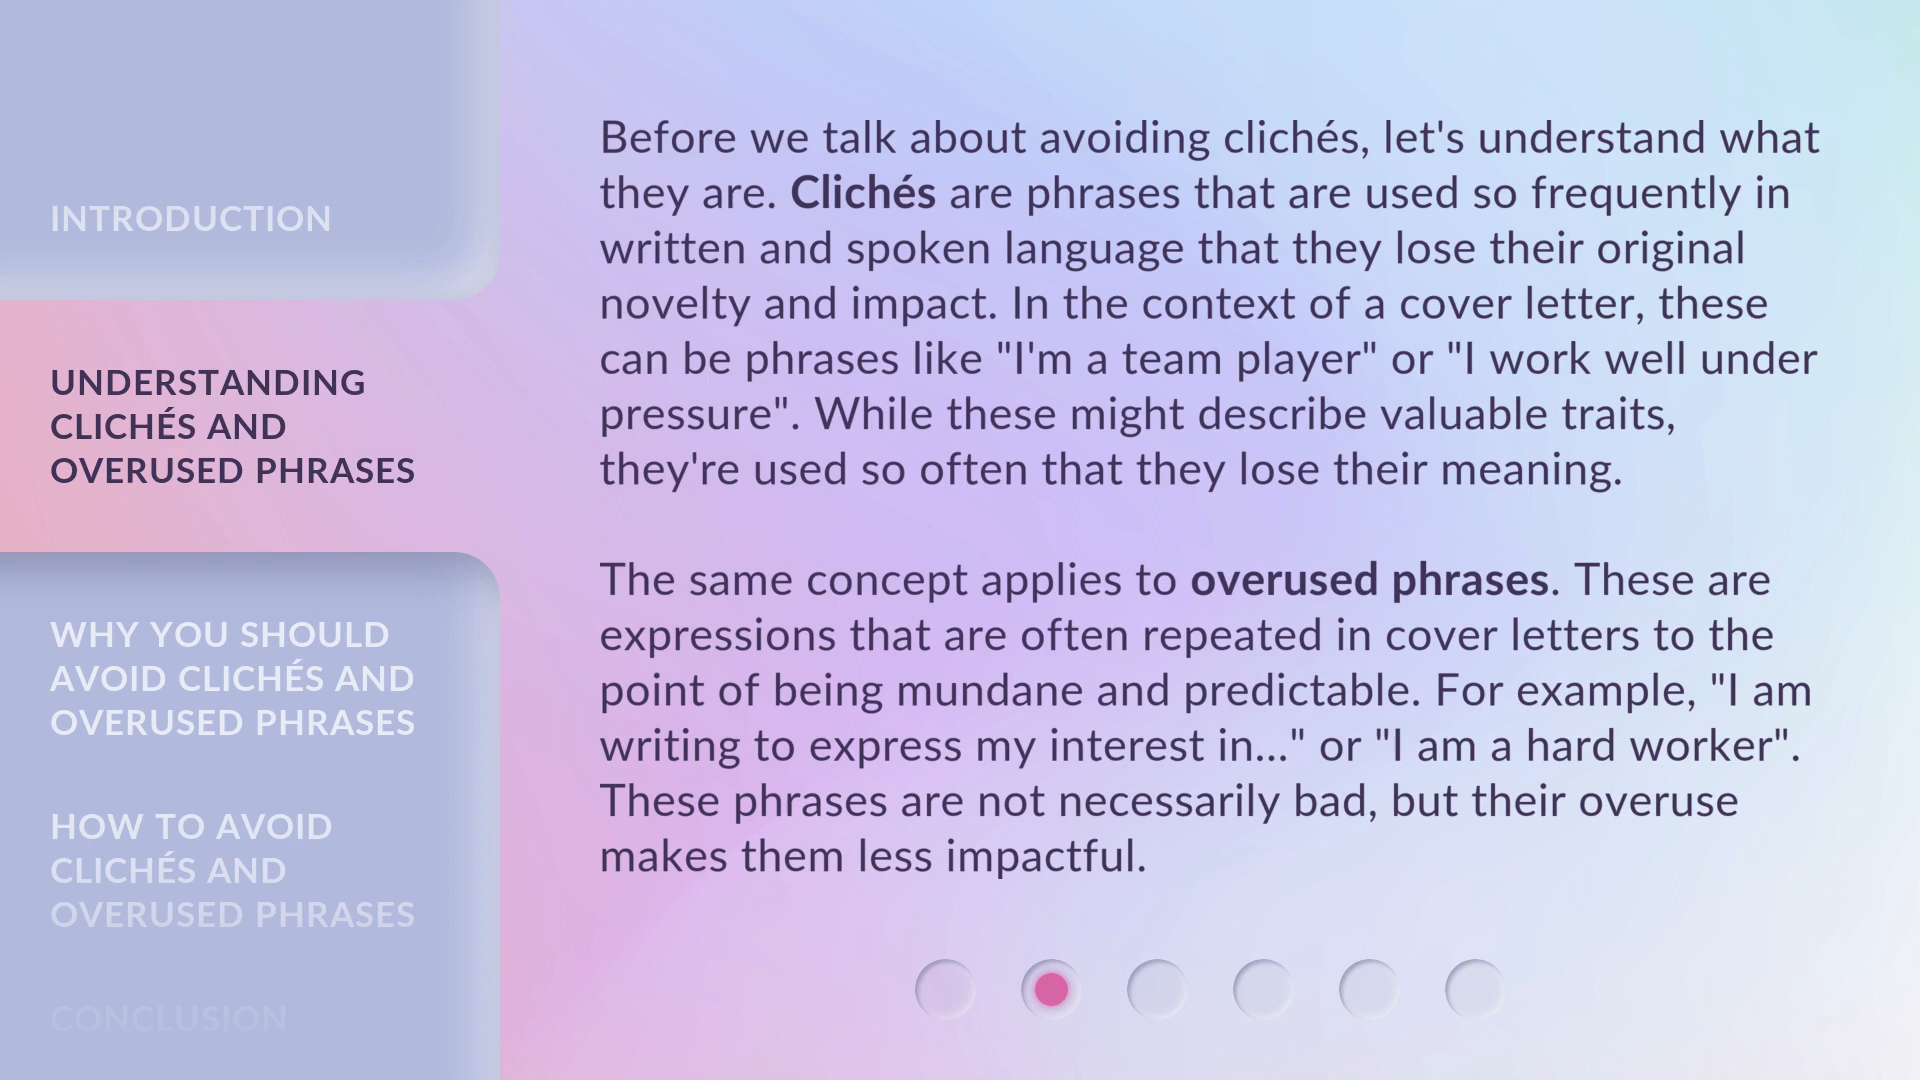 INTRODUCTION
UNDERSTANDING
CLICHÉS AND
OVERUSED PHRASES
WHY YOU SHOULD
AVOID CLICHÉS AND
OVERUSED PHRASES
HOW TO AVOID
CLICHÉS AND
OVERUSED PHRASES
CONCLUSION
Before we talk about avoiding clichés, let's understand what
they are. Clichés are phrases that are used so frequently in
written and spoken language that they lose their original
novelty and impact. In the context of a cover letter, these
can be phrases like "I'm a team player" or "I work well under
pressure". While these might describe valuable traits,
they're used so often that they lose their meaning.
The same concept applies to overused phrases. These are
expressions that are often repeated in cover letters to the
point of being mundane and predictable. For example, "I am
writing to express my interest in..." or "I am a hard worker".
These phrases are not necessarily bad, but their overuse
makes them less impactful.